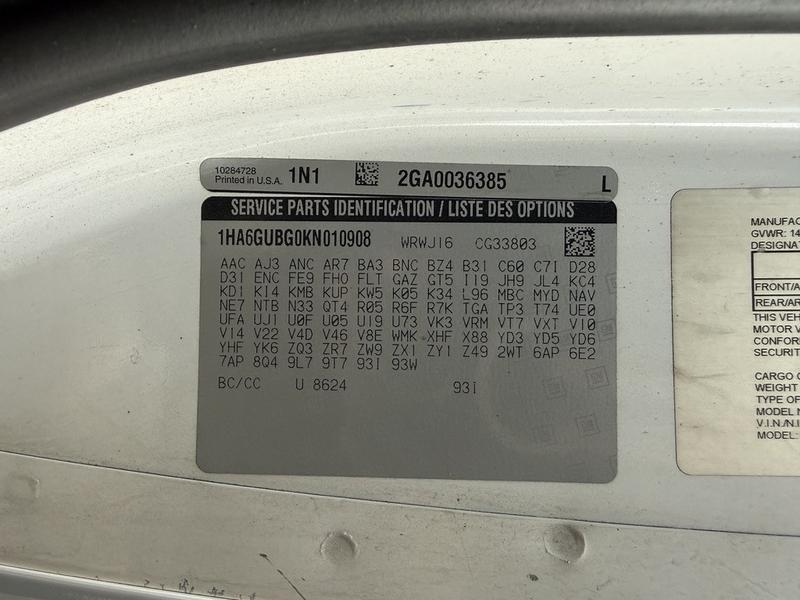 10284728
Printed in U.S.A. 1N1 2GA0036385 L
SERVICE PARTS IDENTIFICATION / LISTE DES OPTIONS
1HA6GUBG0KN010908 WRWJ16 CG33803
AAC AJ3 ANC AR7 BA3 BNC BZ4 B31 C60 C7I D28
D31 ENC FE9 FHO FLT GAZ GT5 I19 JH9 JL4 KC4
KD1 KI4 KMB KUP KW5 K05 K34 L96 MBC MYD NAV
NE7 NTB N33 QT4 R05 R6F R7K TGA TP3 T74 UE0
UFA UJ1 U0F U05 U19 U73 VK3 VRM VT7 VXT V10
V14 V22 V4D V46 V8E WMK XHF X88 YD3 YD5 YD6
YHF YK6 ZQ3 ZR7 ZW9 ZX1 ZY1 Z49 2WT 6AP 6E2
7AP 8Q4 9L7 9T7 93I 93W
BC/CC U 8624 93I
MANUFAC
GVWR: 14
DESIGNAT
FRONT/A
REAR/AR
THIS VEH
MOTOR V
CONFORM
SECURIT
CARGO C
WEIGHT
TYPE OF
MODEL N
V.I.N./N.I
MODEL: